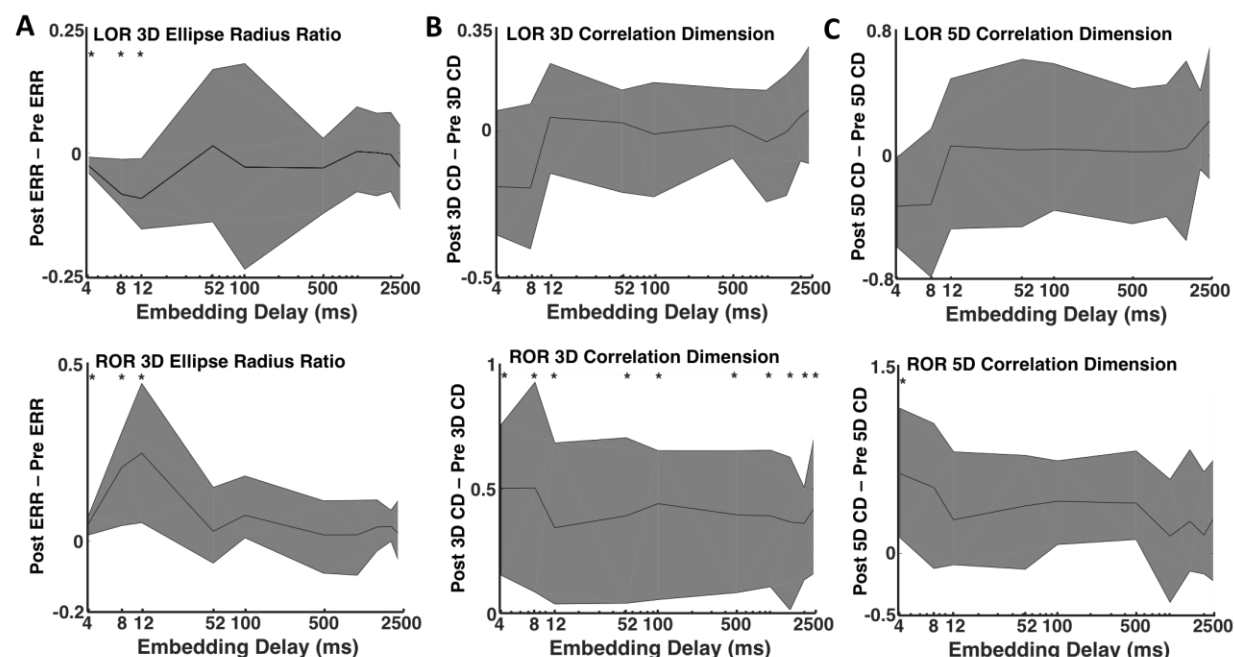 A
LOR 3D Ellipse Radius Ratio
0.25
* * *
0
-0.25
Post ERR – Pre ERR
4 8 12 52 100 500 2500
Embedding Delay (ms)
B
LOR 3D Correlation Dimension
0.35
0
-0.5
Post 3D CD – Pre 3D CD
4 8 12 52 100 500 2500
Embedding Delay (ms)
C
LOR 5D Correlation Dimension
0.8
0
-0.8
Post 5D CD – Pre 5D CD
4 8 12 52 100 500 2500
Embedding Delay (ms)
ROR 3D Ellipse Radius Ratio
0.5
* * *
0
-0.2
Post ERR – Pre ERR
4 8 12 52 100 500 2500
Embedding Delay (ms)
ROR 3D Correlation Dimension
1
* * * * * * * * * *
0.5
0
Post 3D CD – Pre 3D CD
4 8 12 52 100 500 2500
Embedding Delay (ms)
ROR 5D Correlation Dimension
1.5
*
0
-0.5
Post 5D CD – Pre 5D CD
4 8 12 52 100 500 2500
Embedding Delay (ms)